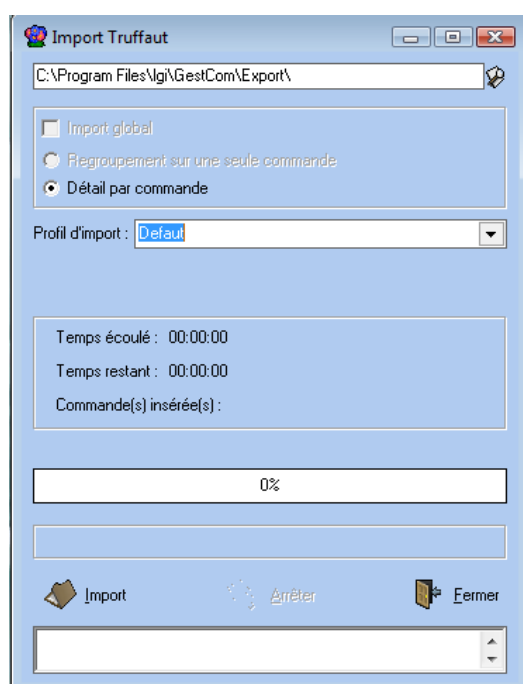 Import Truffaut
C:\Program Files\lgi\GestCom\Export\
Import global
Regroupement sur une seule commande
Détail par commande
Profil d'import : Defaut
Temps écoulé : 00:00:00
Temps restant : 00:00:00
Commande(s) insérée(s) :
0%
Import Arrêter Fermer